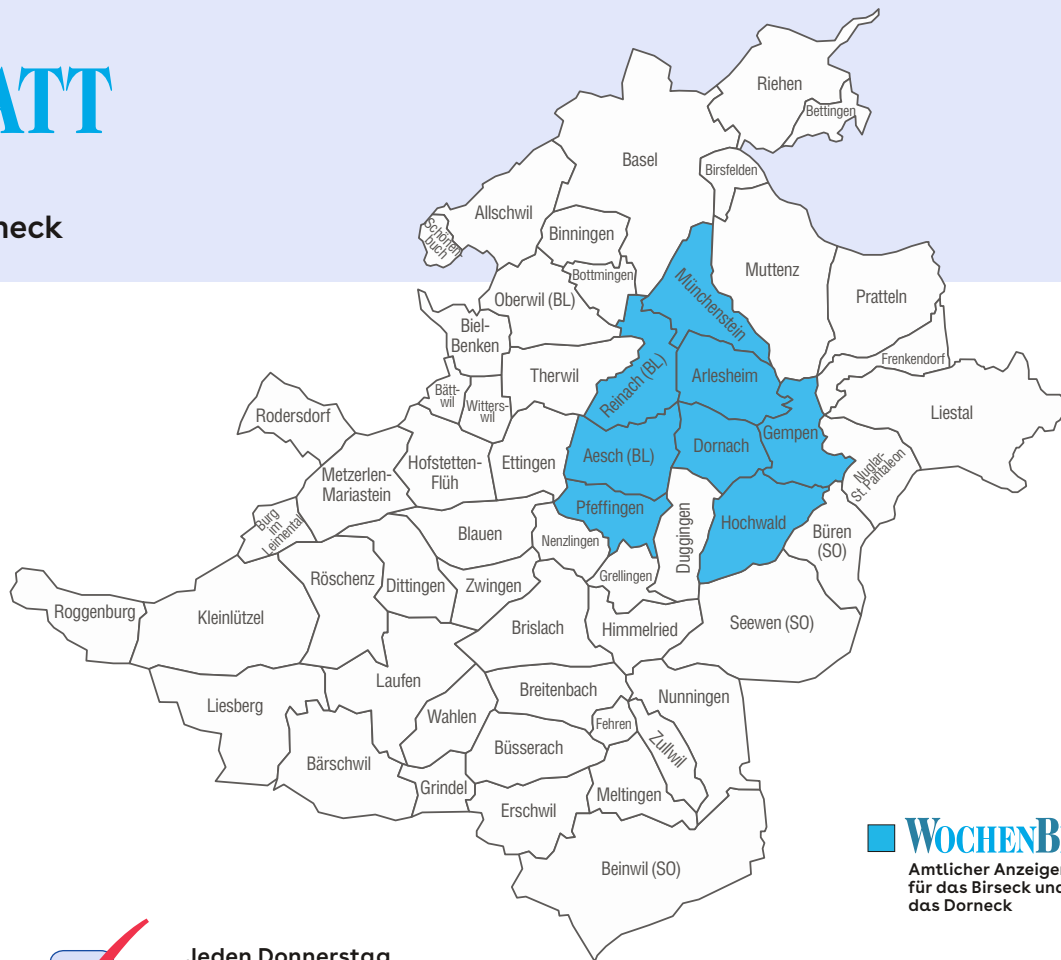 ATT
neck
Riehen
Bettingen
Basel
Birsfelden
Allschwil
Schönen-
buch
Binningen
Bottmingen
Münchenstein
Muttenz
Pratteln
Oberwil (BL)
Biel-
Benken
Frenkendorf
Therwil
Reinach (BL)
Arlesheim
Bätt-
wil
Witters-
wil
Rodersdorf
Liestal
Gempen
Dornach
Aesch (BL)
Ettingen
Hofstetten-
Flüh
Metzerlen-
Mariastein
Nuglar-
St. Pantaleon
Pfeffingen
Duggingen
Hochwald
Büren
(SO)
Burg
im
Leimental
Blauen
Nenzlingen
Grellingen
Röschenz
Dittingen
Zwingen
Roggenburg
Kleinlützel
Brislach
Himmelried
Seewen (SO)
Laufen
Breitenbach
Nunningen
Liesberg
Wahlen
Fehren
Zullwil
Büsserach
Bärschwil
Grindel
Meltingen
Erschwil
Beinwil (SO)
WOCHENB
Amtlicher Anzeiger
für das Birseck und
das Dorneck
Jeden Donnerstag